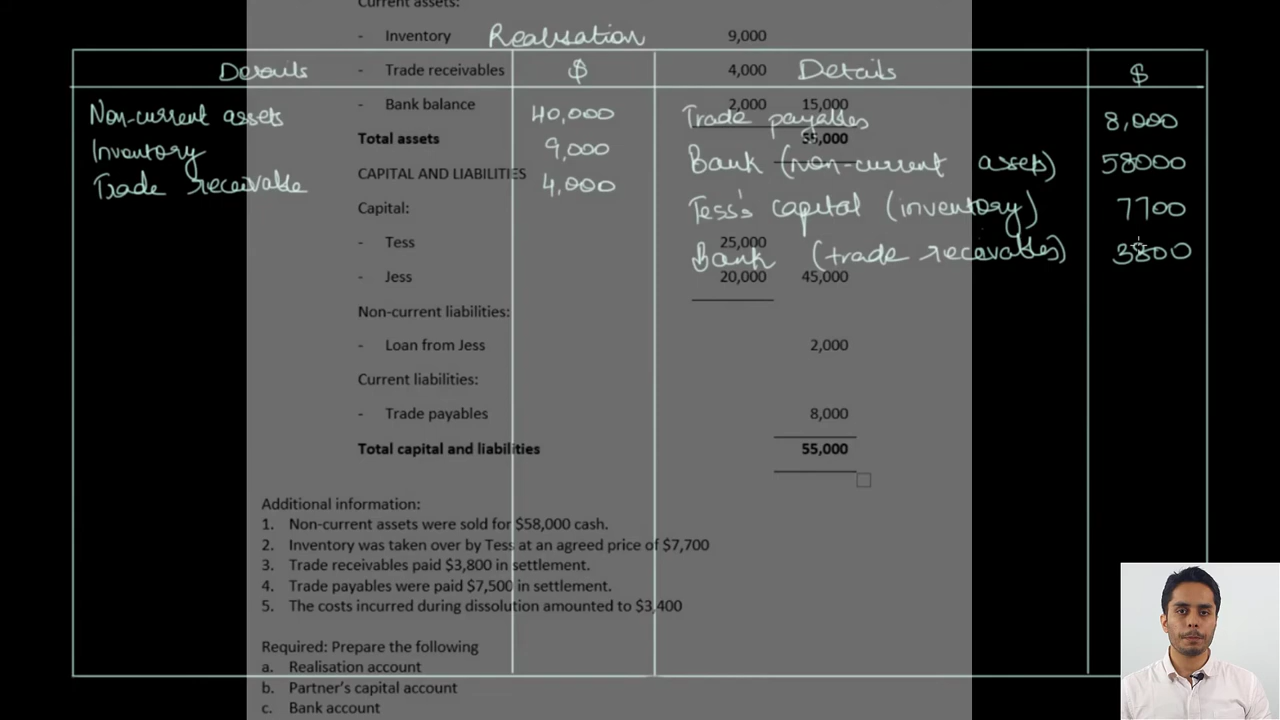 Current assets:
Realisation
- Inventory 9,000
Details $ Details $
- Trade receivables 4,000
- Bank balance 2,000 15,000
Total assets 55,000
Non-current assets 40,000 Trade payables 8,000
Inventory 9,000 Bank (non-current assets) 58000
Trade receivable 4,000 Tess's capital (inventory) 7700
Bank (trade receivables) 3800
CAPITAL AND LIABILITIES
Capital:
- Tess 25,000
- Jess 20,000 45,000
Non-current liabilities:
- Loan from Jess 2,000
Current liabilities:
- Trade payables 8,000
Total capital and liabilities 55,000
Additional information:
1. Non-current assets were sold for $58,000 cash.
2. Inventory was taken over by Tess at an agreed price of $7,700
3. Trade receivables paid $3,800 in settlement.
4. Trade payables were paid $7,500 in settlement.
5. The costs incurred during dissolution amounted to $3,400
Required: Prepare the following
a. Realisation account
b. Partner's capital account
c. Bank account